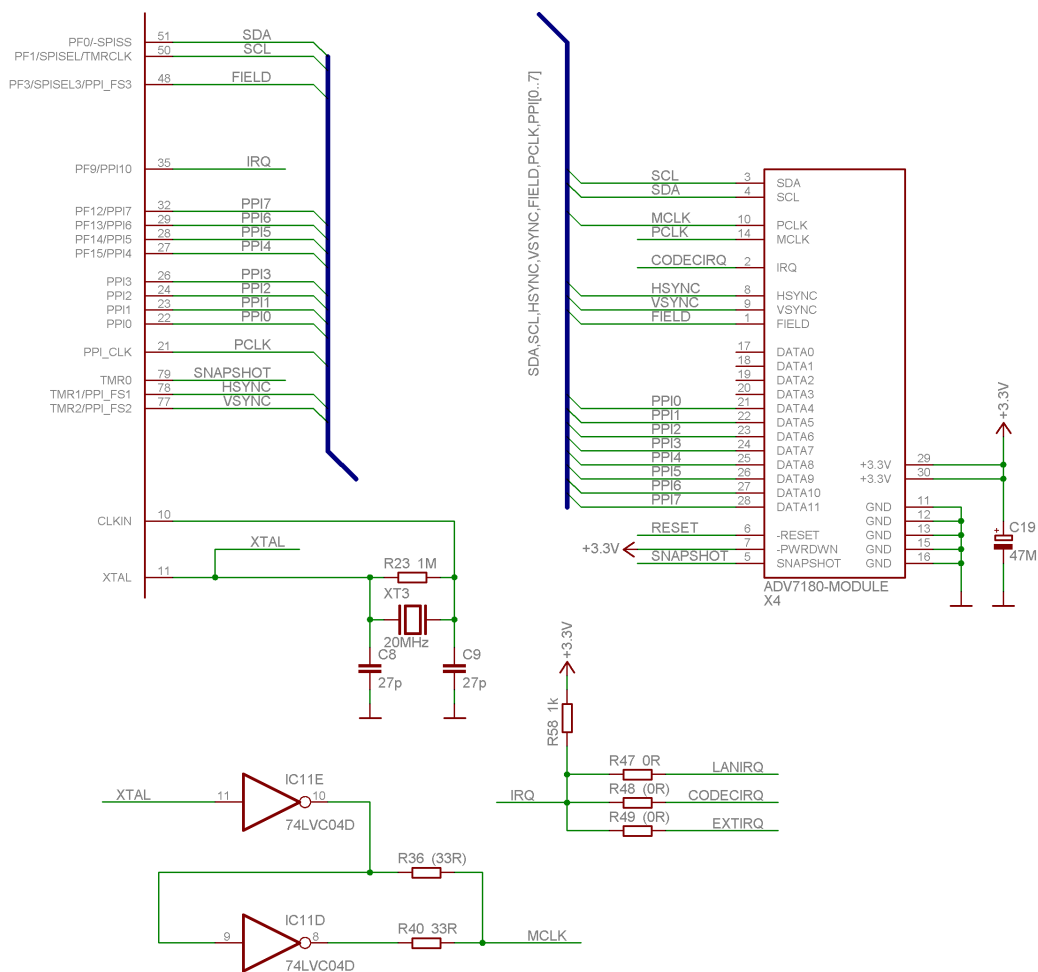 PF0/-SPISS 51 SDA
PF1/SPISEL/TMRCLK 50 SCL
PF3/SPISEL3/PPI_FS3 48 FIELD
PF9/PPI10 35 IRQ
PF12/PPI7 32 PPI7
PF13/PPI6 29 PPI6
PF14/PPI5 28 PPI5
PF15/PPI4 27 PPI4
PPI3 26 PPI3
PPI2 24 PPI2
PPI1 23 PPI1
PPI0 22 PPI0
PPI_CLK 21 PCLK
TMR0 79 SNAPSHOT
TMR1/PPI_FS1 78 HSYNC
TMR2/PPI_FS2 77 VSYNC
CLKIN 10
XTAL
XTAL 11
R23 1M
XT3
20MHz
C8
27p
C9
27p
SDA,SCL,HSYNC,VSYNC,FIELD,PCLK,PPI[0..7]
SCL 3 SDA
SDA 4 SCL
MCLK 10 PCLK
PCLK 14 MCLK
CODECIRQ 2 IRQ
HSYNC 8 HSYNC
VSYNC 9 VSYNC
FIELD 1 FIELD
17 DATA0
18 DATA1
19 DATA2
20 DATA3
PPI0 21 DATA4
PPI1 22 DATA5
PPI2 23 DATA6
PPI3 24 DATA7
PPI4 25 DATA8
PPI5 26 DATA9
PPI6 27 DATA10
PPI7 28 DATA11
RESET 6 -RESET
+3.3V 7 -PWRDWN
SNAPSHOT 5 SNAPSHOT
+3.3V 29
+3.3V 30
GND 11
GND 12
GND 13
GND 15
GND 16
ADV7180-MODULE
X4
+3.3V
+
C19
47M
+3.3V
R58 1k
R47 0R LANIRQ
IRQ R48 (0R) CODECIRQ
R49 (0R) EXTIRQ
IC11E
XTAL 11 10
74LVC04D
R36 (33R)
IC11D
9 8 R40 33R MCLK
74LVC04D